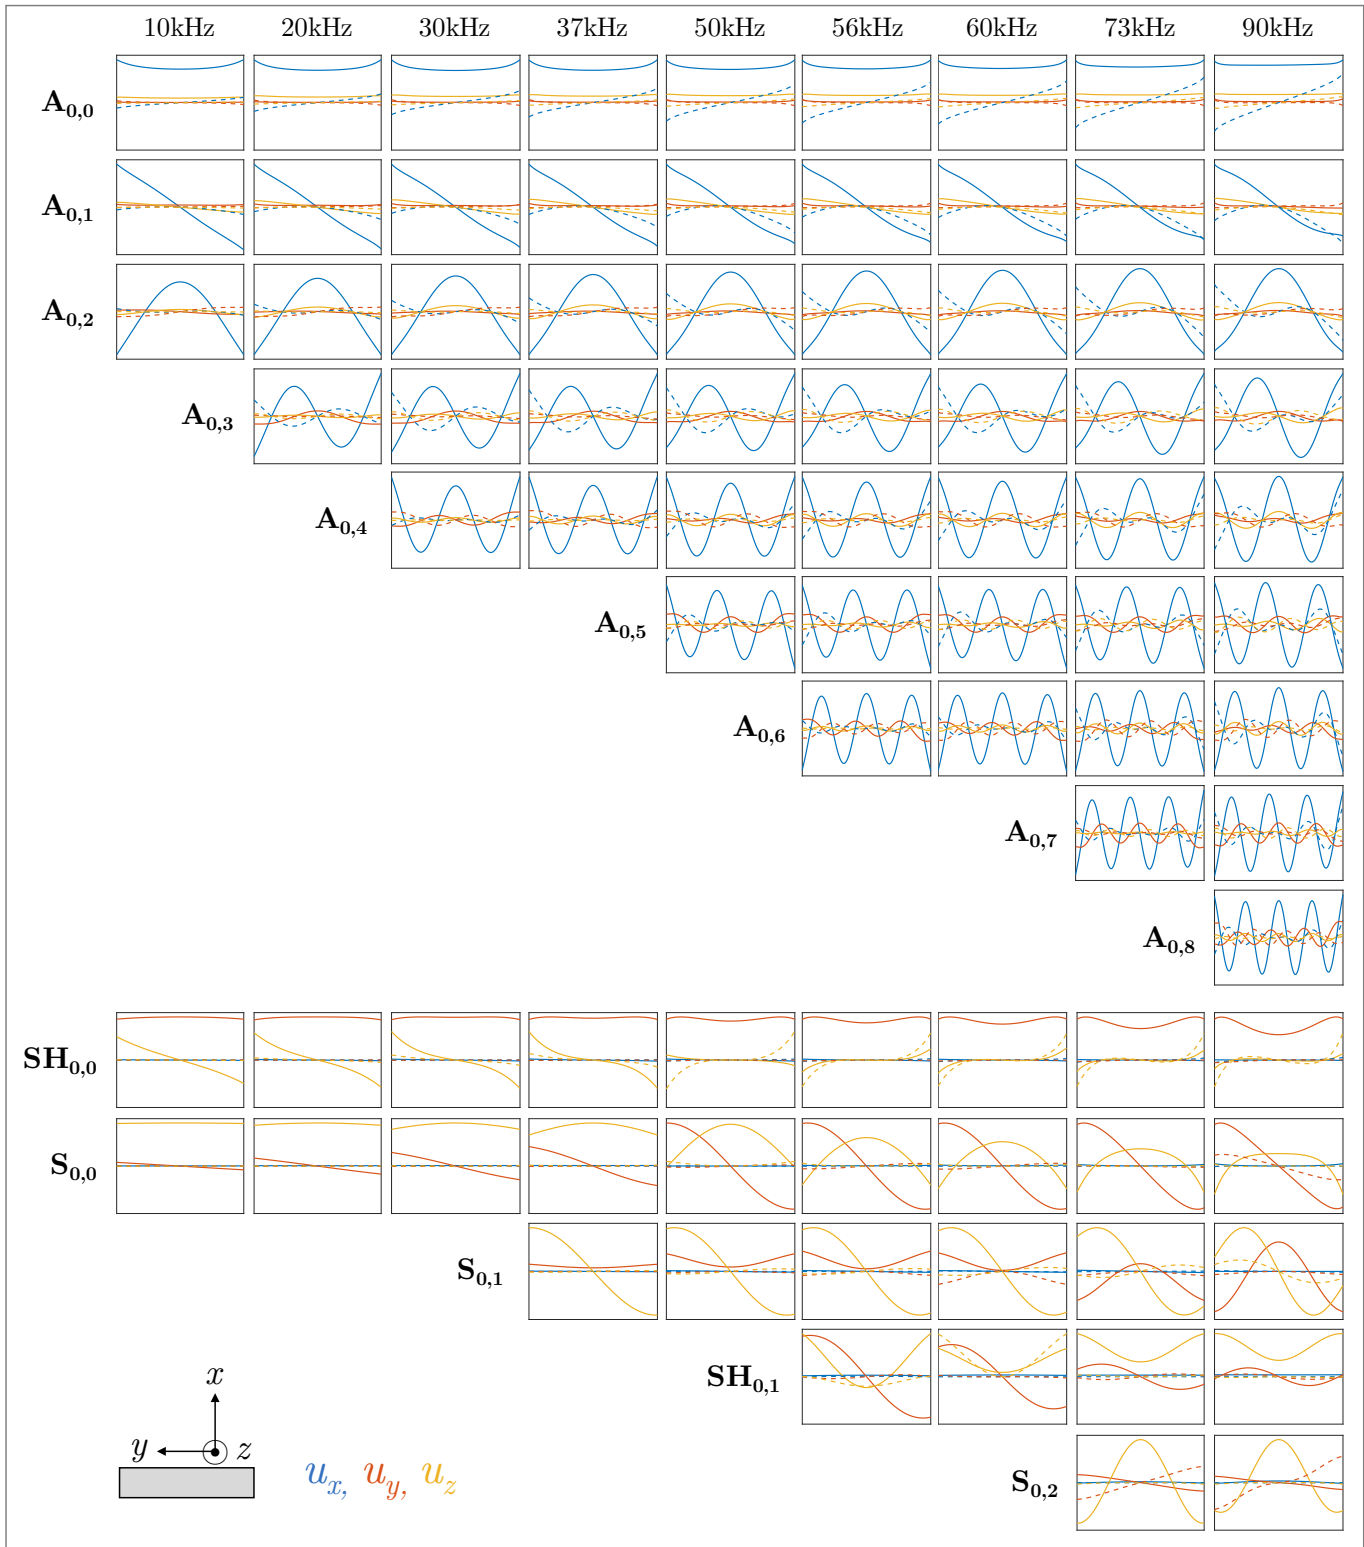 10kHz 20kHz 30kHz 37kHz 50kHz 56kHz 60kHz 73kHz 90kHz
A0,0
A0,1
A0,2
A0,3
A0,4
A0,5
A0,6
A0,7
A0,8
SH0,0
S0,0
S0,1
SH0,1
x
y z
ux, uy, uz
S0,2